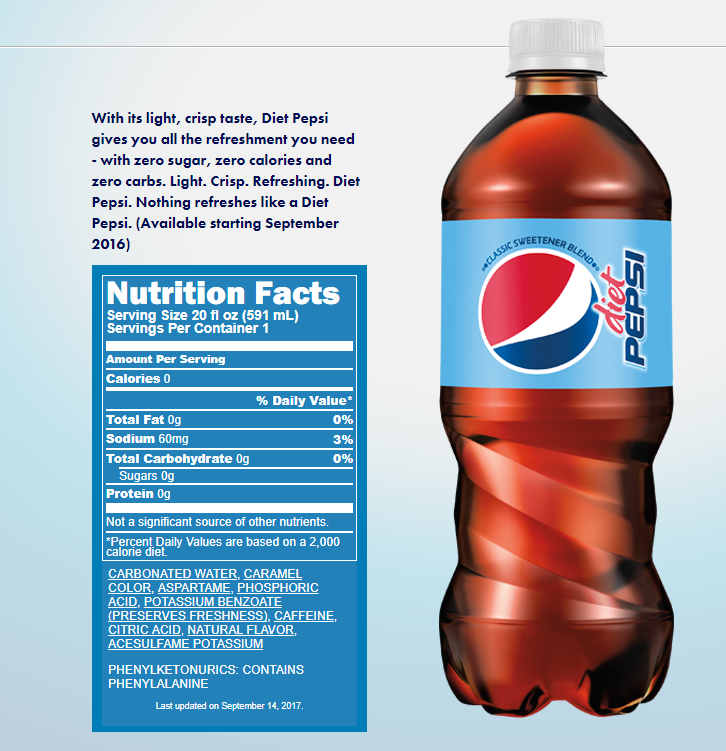 With its light, crisp taste, Diet Pepsi
gives you all the refreshment you need
- with zero sugar, zero calories and
zero carbs. Light. Crisp. Refreshing. Diet
Pepsi. Nothing refreshes like a Diet
Pepsi. (Available starting September
2016)
Nutrition Facts
Serving Size 20 fl oz (591 mL)
Servings Per Container 1
Amount Per Serving
Calories 0
% Daily Value*
Total Fat 0g 0%
Sodium 60mg 3%
Total Carbohydrate 0g 0%
Sugars 0g
Protein 0g
Not a significant source of other nutrients.
*Percent Daily Values are based on a 2,000
calorie diet.
CARBONATED WATER, CARAMEL
COLOR, ASPARTAME, PHOSPHORIC
ACID, POTASSIUM BENZOATE
(PRESERVES FRESHNESS), CAFFEINE,
CITRIC ACID, NATURAL FLAVOR,
ACESULFAME POTASSIUM
PHENYLKETONURICS: CONTAINS
PHENYLALANINE
Last updated on September 14, 2017.
CLASSIC SWEETENER BLEND
diet
PEPSI